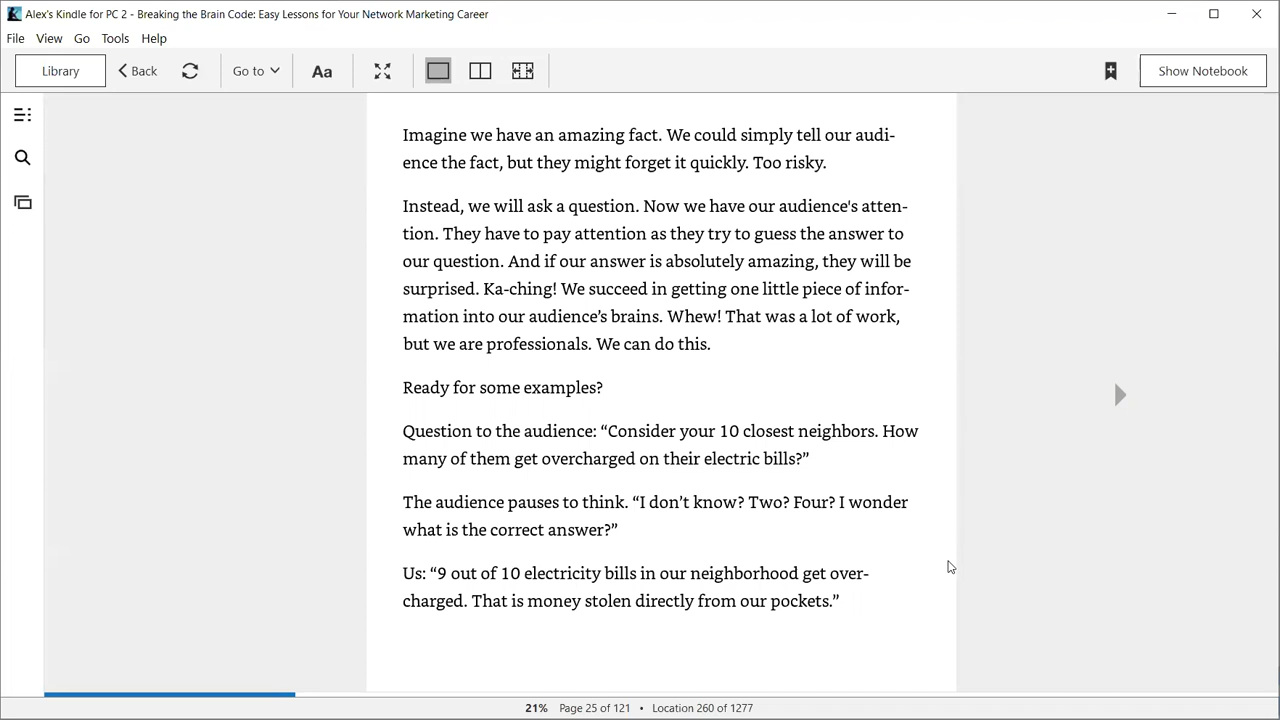 Alex's Kindle for PC 2 - Breaking the Brain Code: Easy Lessons for Your Network Marketing Career
File View Go Tools Help
Library Back Go to Aa Show Notebook
Imagine we have an amazing fact. We could simply tell our audi-
ence the fact, but they might forget it quickly. Too risky.
Instead, we will ask a question. Now we have our audience's atten-
tion. They have to pay attention as they try to guess the answer to
our question. And if our answer is absolutely amazing, they will be
surprised. Ka-ching! We succeed in getting one little piece of infor-
mation into our audience’s brains. Whew! That was a lot of work,
but we are professionals. We can do this.
Ready for some examples?
Question to the audience: “Consider your 10 closest neighbors. How
many of them get overcharged on their electric bills?”
The audience pauses to think. “I don’t know? Two? Four? I wonder
what is the correct answer?”
Us: “9 out of 10 electricity bills in our neighborhood get over-
charged. That is money stolen directly from our pockets.”
21% Page 25 of 121 • Location 260 of 1277